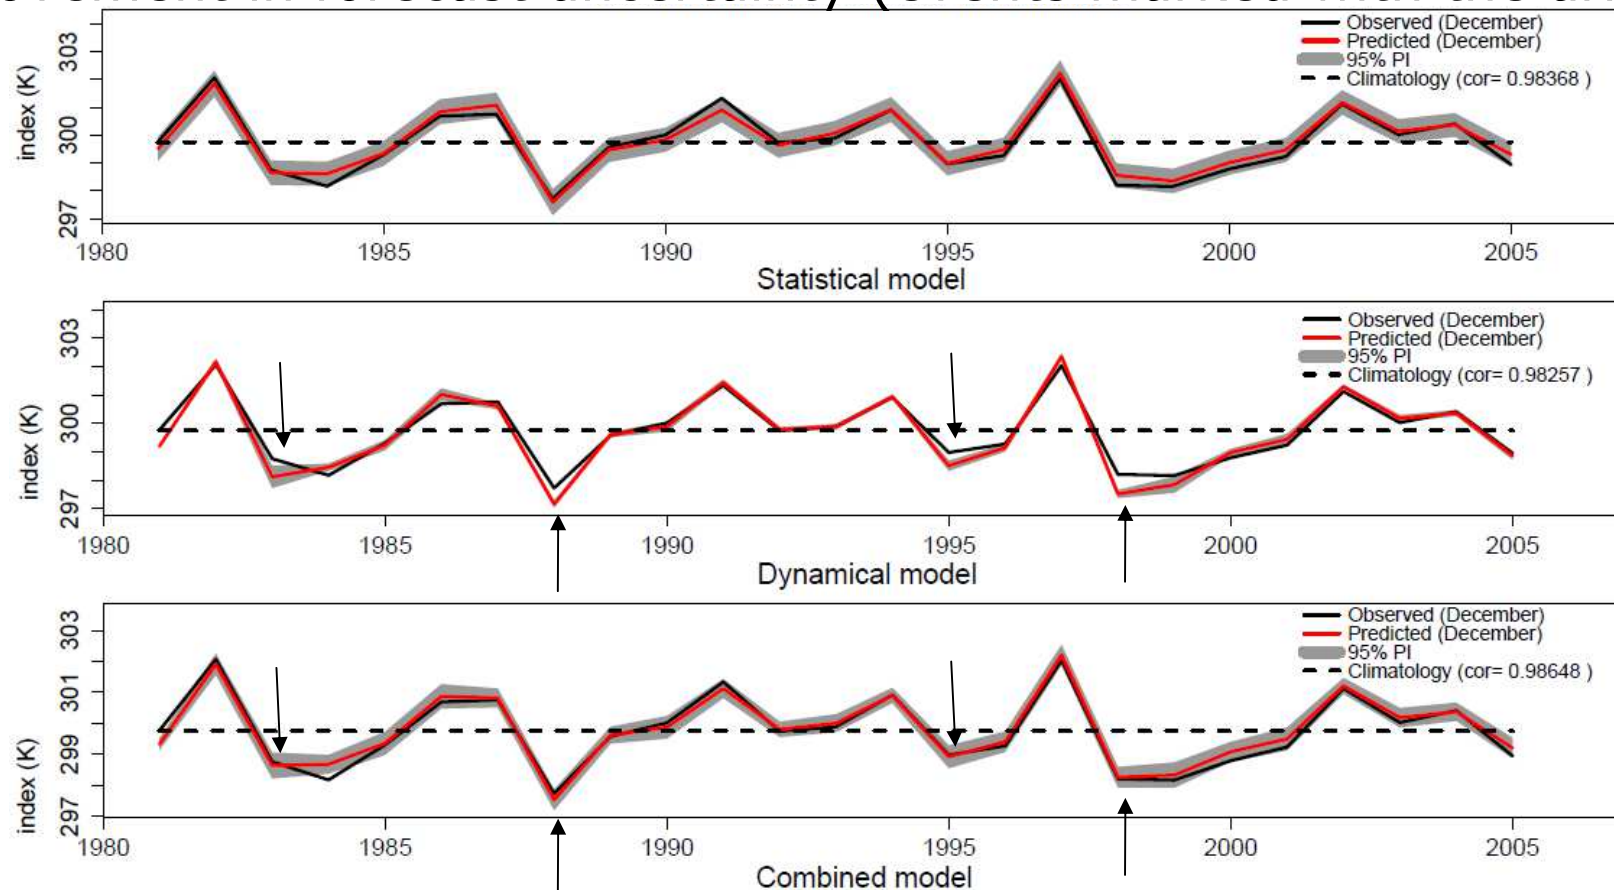 303
300
297
index (K)
Observed (December)
Predicted (December)
95% PI
Climatology (cor= 0.98368 )
1980 1985 1990 1995 2000 2005
Statistical model
303
300
297
index (K)
Observed (December)
Predicted (December)
95% PI
Climatology (cor= 0.98257 )
1980 1985 1990 1995 2000 2005
Dynamical model
303
301
299
297
index (K)
Observed (December)
Predicted (December)
95% PI
Climatology (cor= 0.98648 )
1980 1985 1990 1995 2000 2005
Combined model